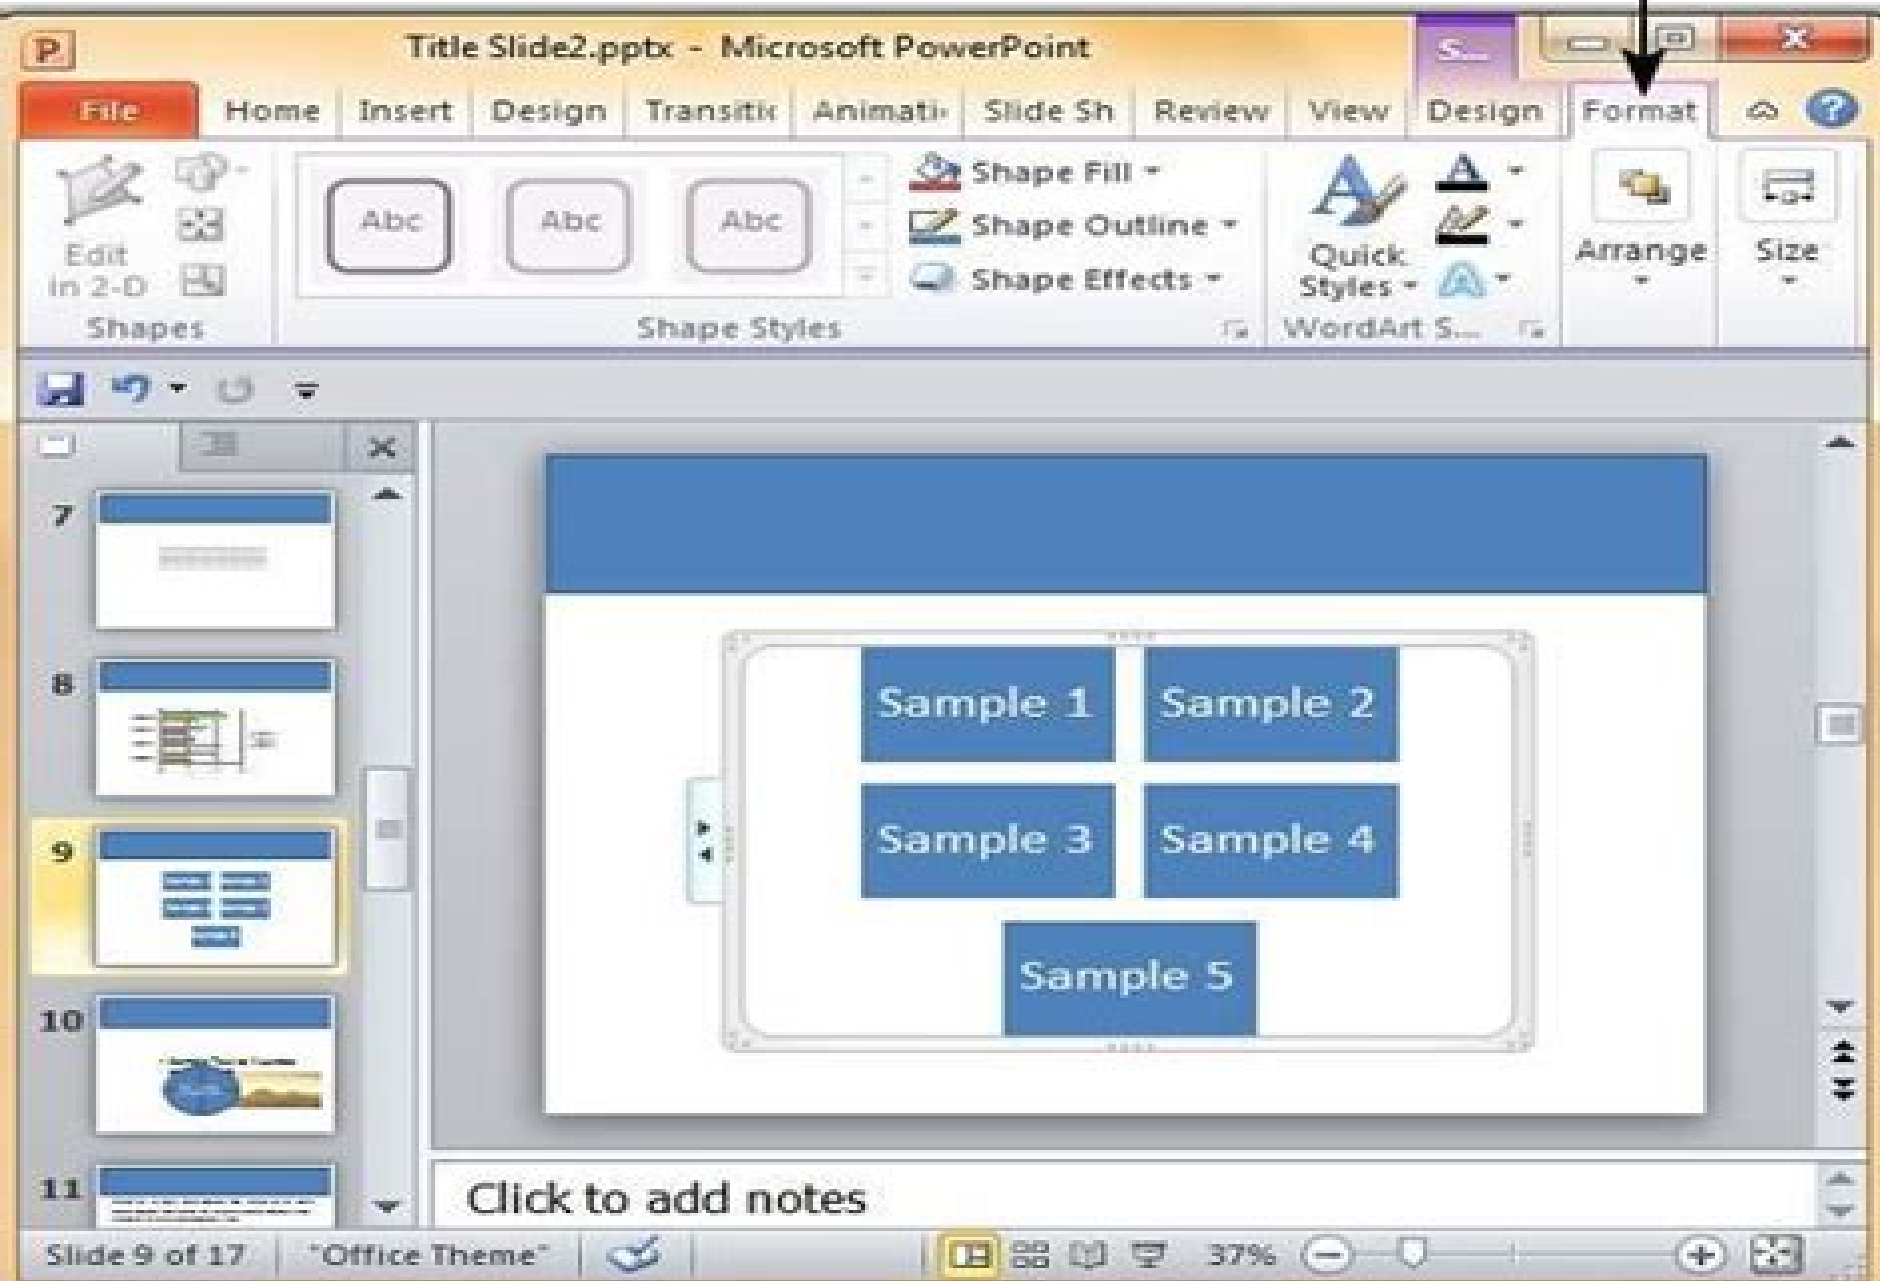 Title Slide2.pptx - Microsoft PowerPoint
S...
File Home Insert Design Transitic Animati Slide Sh Review View Design Format
Abc Abc Abc
Edit
in 2-D
Shape Fill
Shape Outline
Shape Effects
Quick
Styles
Arrange
Size
Shapes
Shape Styles
WordArt S...
7
8
9
10
11
Sample 1 Sample 2
Sample 3 Sample 4
Sample 5
Click to add notes
Slide 9 of 17 "Office Theme" 37%